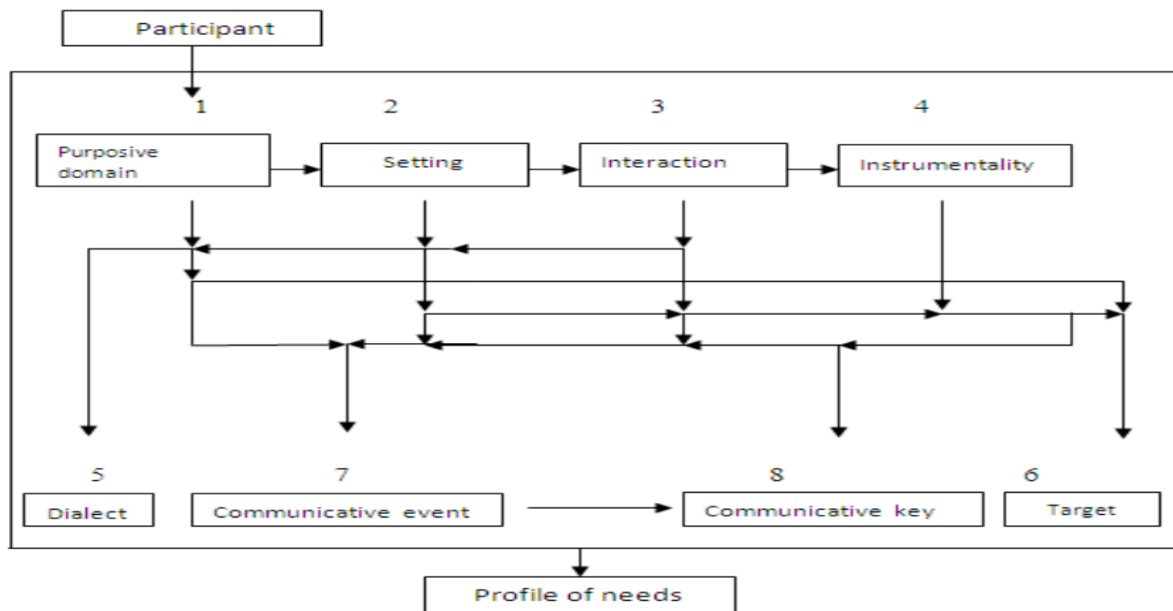 Participant
1 2 3 4
Purposive
domain
Setting
Interaction
Instrumentality
5 7 8 6
Dialect
Communicative event
Communicative key
Target
Profile of needs